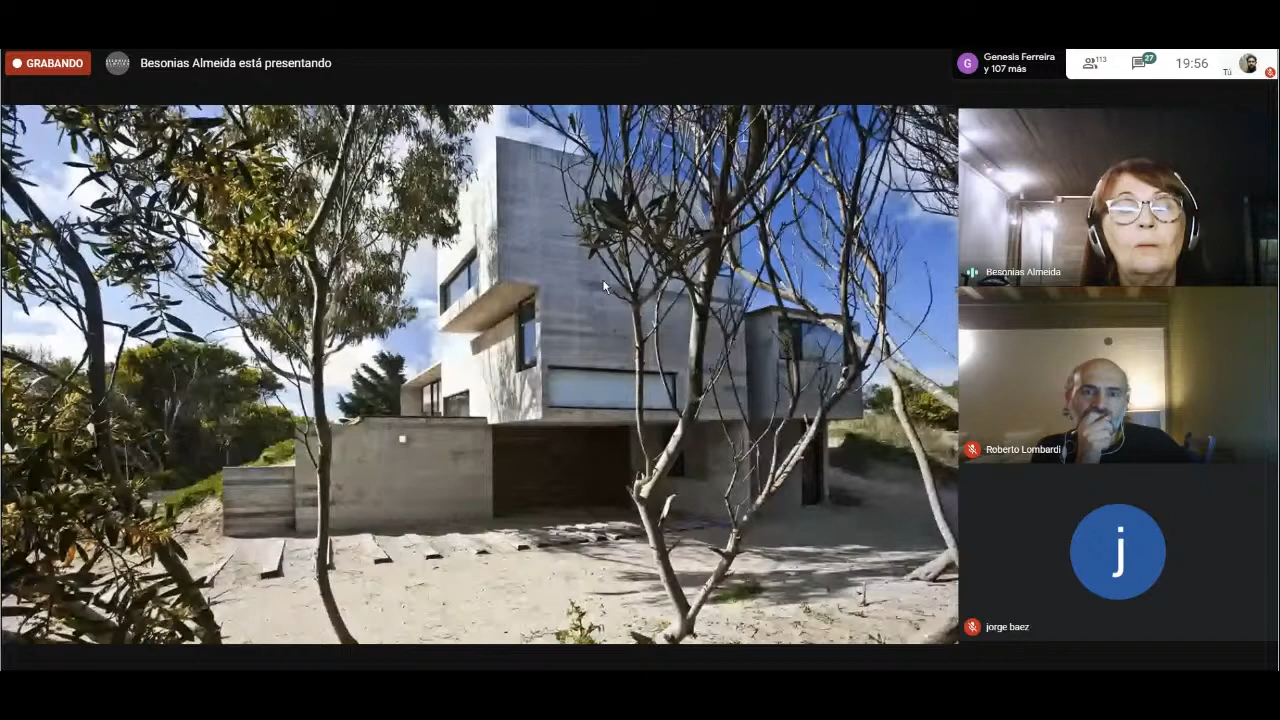 GRABANDO
Besonias Almeida está presentando
G
Genesis Ferreira
y 107 más
113
27
19:56
Tú
Besonias Almeida
Roberto Lombardi
j
jorge baez